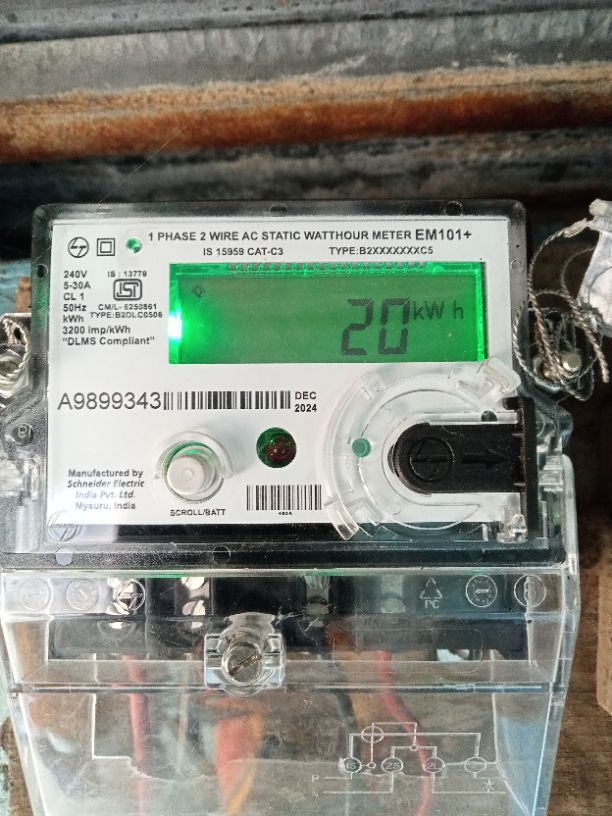 1 PHASE 2 WIRE AC STATIC WATTHOUR METER EM101+
IS 15959 CAT-C3 TYPE:B2XXXXXXXC5
240V IS : 13779
5-30A
CL 1
50Hz CM/L- 6250861
kWh TYPE:B2DLC0506
3200 imp/kWh
"DLMS Compliant"
20 kWh
A9899343 DEC
2024
Manufactured by
Schneider Electric
India Pvt. Ltd.
Mysuru, India
SCROLL/BATT
PC
P
N